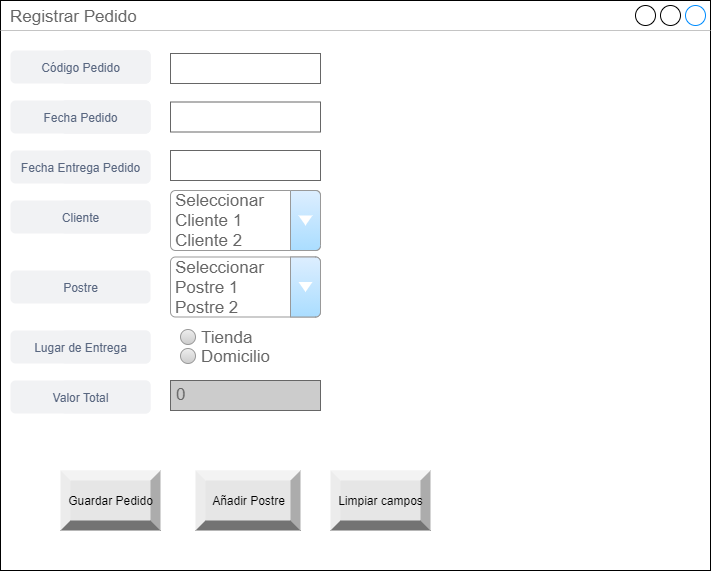 Registrar Pedido
Código Pedido
Fecha Pedido
Fecha Entrega Pedido
Cliente
Seleccionar
Cliente 1
Cliente 2
Postre
Seleccionar
Postre 1
Postre 2
Lugar de Entrega
Tienda
Domicilio
Valor Total
0
Guardar Pedido
Añadir Postre
Limpiar campos